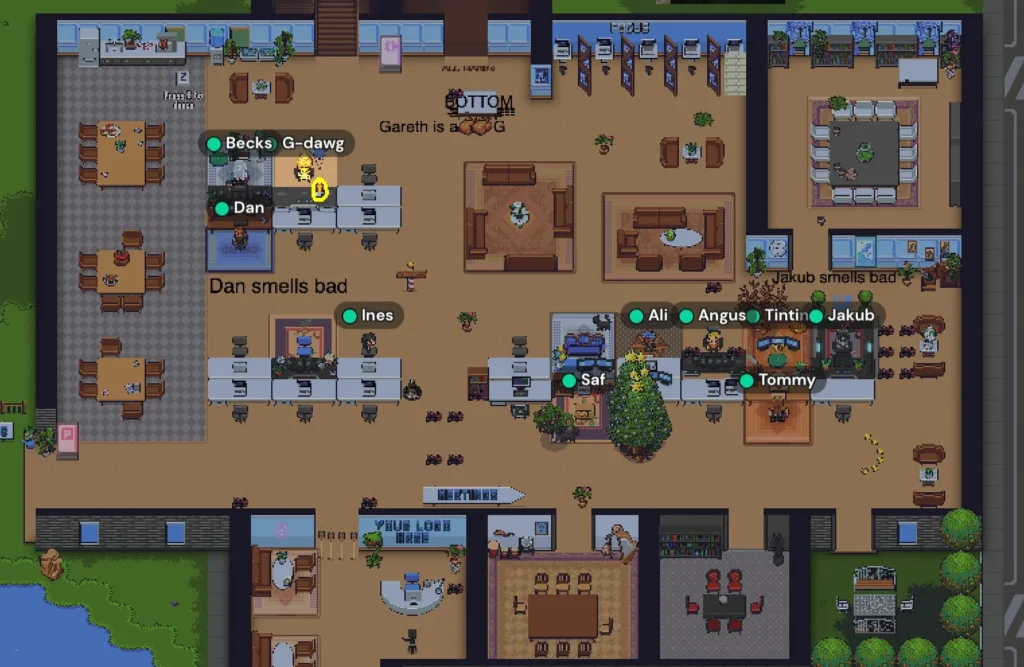 FOCUS
ALL HANDS
Z
BOTTOM
Gareth is a G
Becks
G-dawg
Dan
Dan smells bad
Jakub smells bad
Ines
Ali
Angus
Tintin
Jakub
Saf
Tommy
P
MEETINGS
YOUR LOGO
HERE